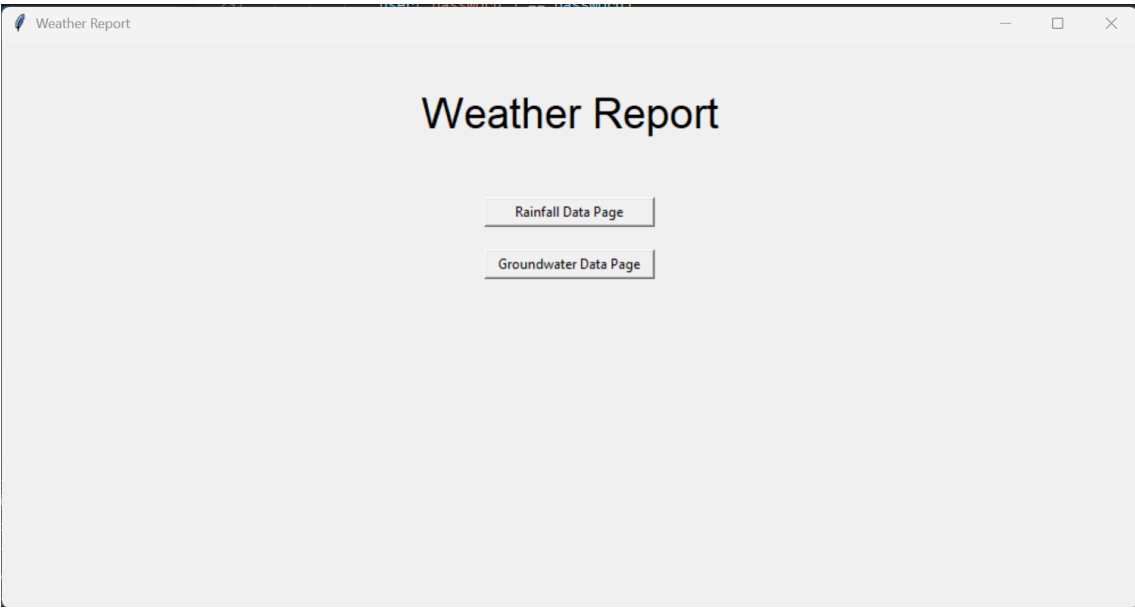 Weather Report
Weather Report
Rainfall Data Page
Groundwater Data Page